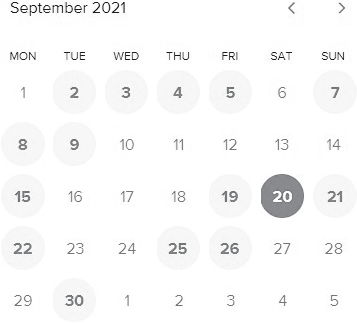 September 2021
MON TUE WED THU FRI SAT SUN
1 2 3 4 5 6 7
8 9 10 11 12 13 14
15 16 17 18 19 20 21
22 23 24 25 26 27 28
29 30 1 2 3 4 5